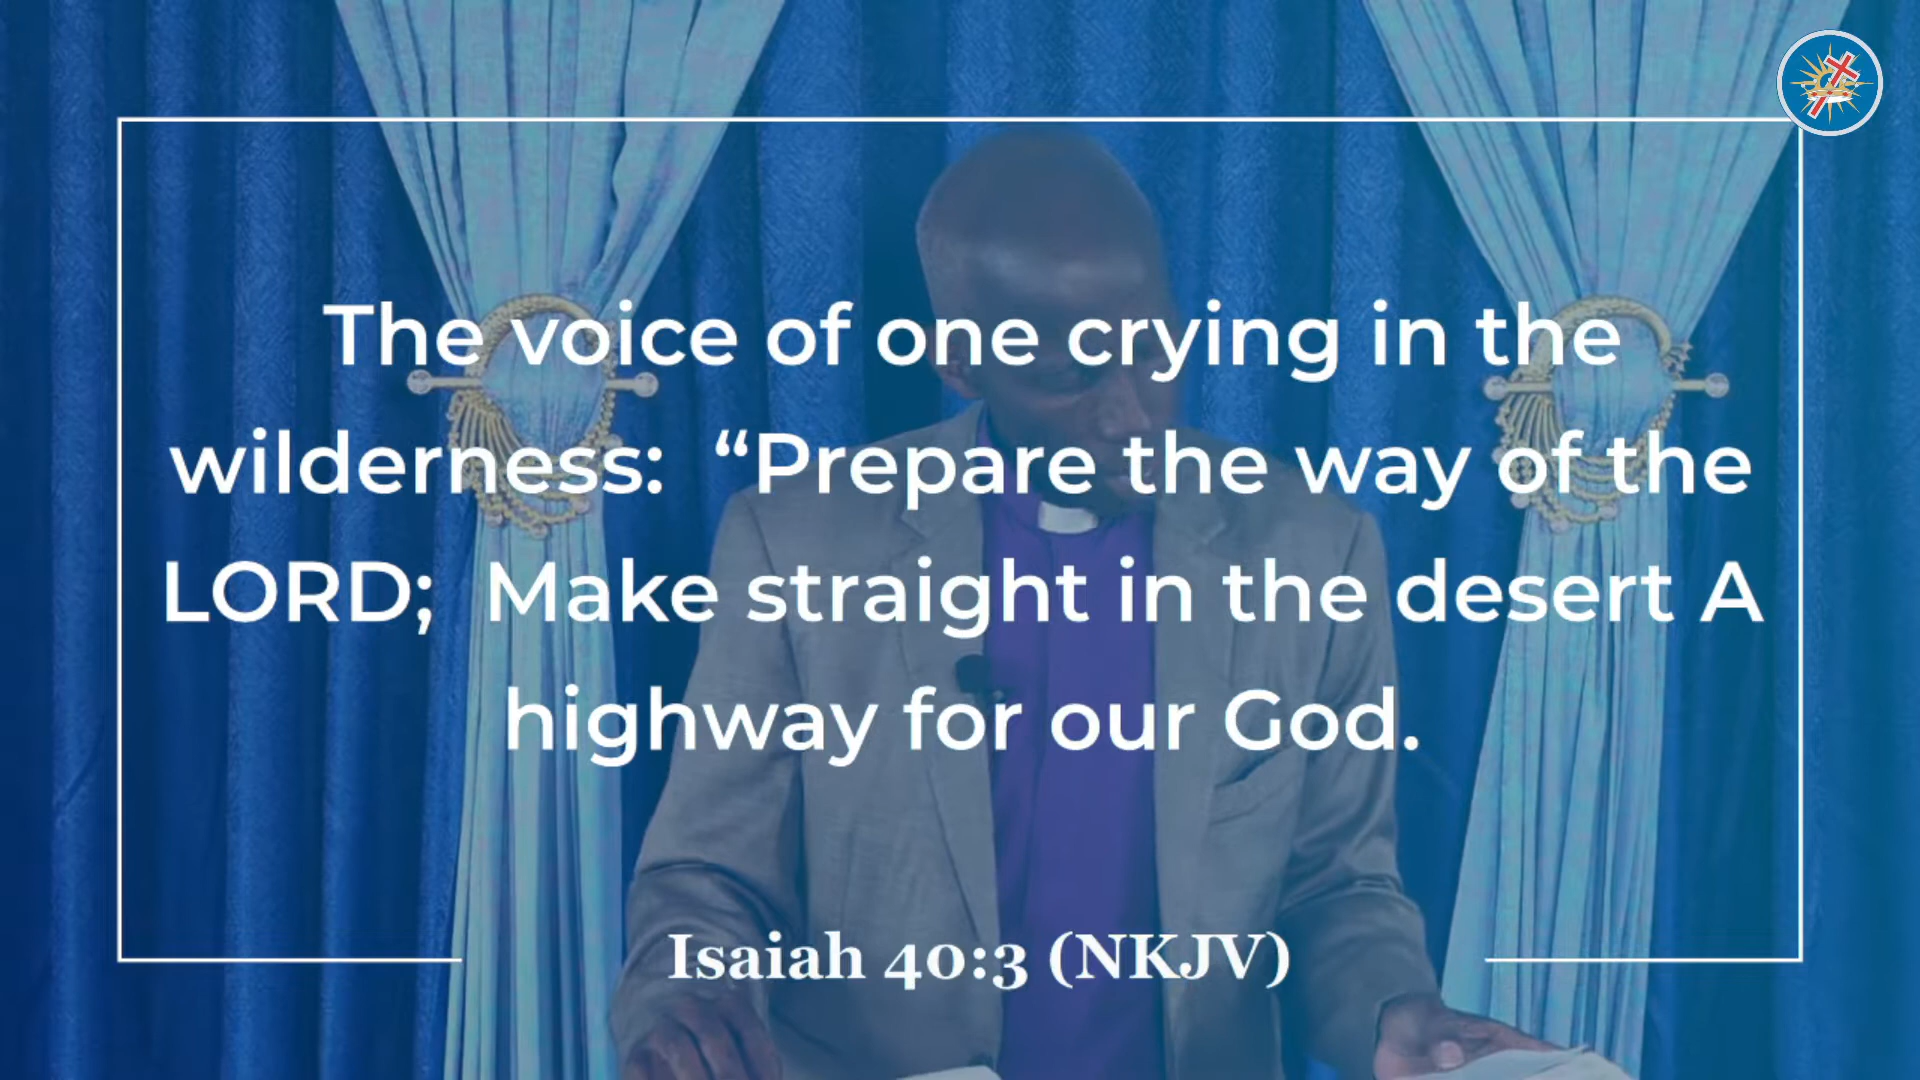 The voice of one crying in the
wilderness:  “Prepare the way of the
LORD;  Make straight in the desert A
highway for our God.
Isaiah 40:3 (NKJV)